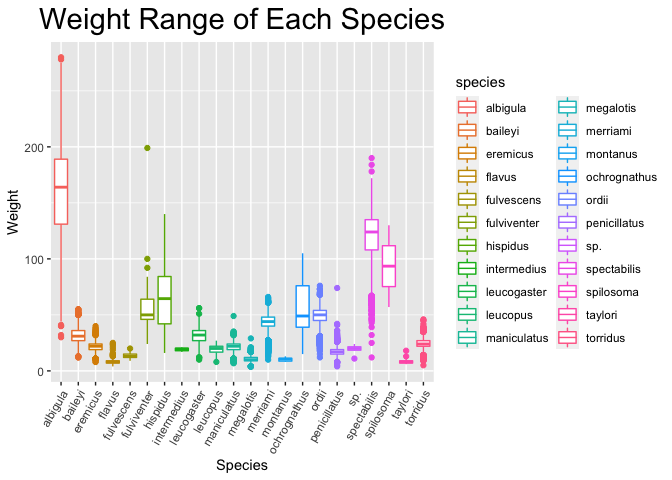 Weight Range of Each Species
Weight
200
100
0
albigula
baileyi
eremicus
flavus
fulvescens
fulviventer
hispidus
intermedius
leucogaster
leucopus
maniculatus
megalotis
merriami
montanus
ochrognathus
ordii
penicillatus
sp.
spectabilis
spilosoma
taylori
torridus
Species
species
albigula
baileyi
eremicus
flavus
fulvescens
fulviventer
hispidus
intermedius
leucogaster
leucopus
maniculatus
megalotis
merriami
montanus
ochrognathus
ordii
penicillatus
sp.
spectabilis
spilosoma
taylori
torridus